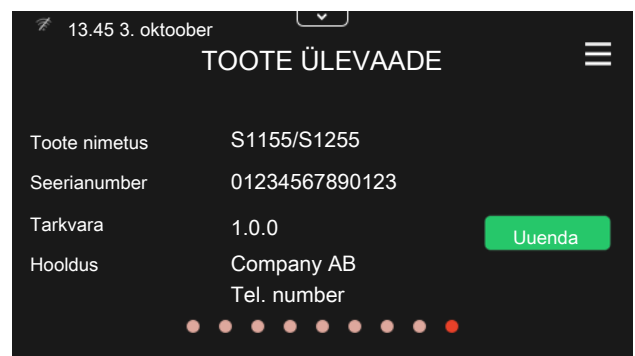 13.45 3. oktoober
TOOTE ÜLEVAADE
Toote nimetus S1155/S1255
Seerianumber 01234567890123
Tarkvara 1.0.0 Uuenda
Hooldus Company AB
Tel. number